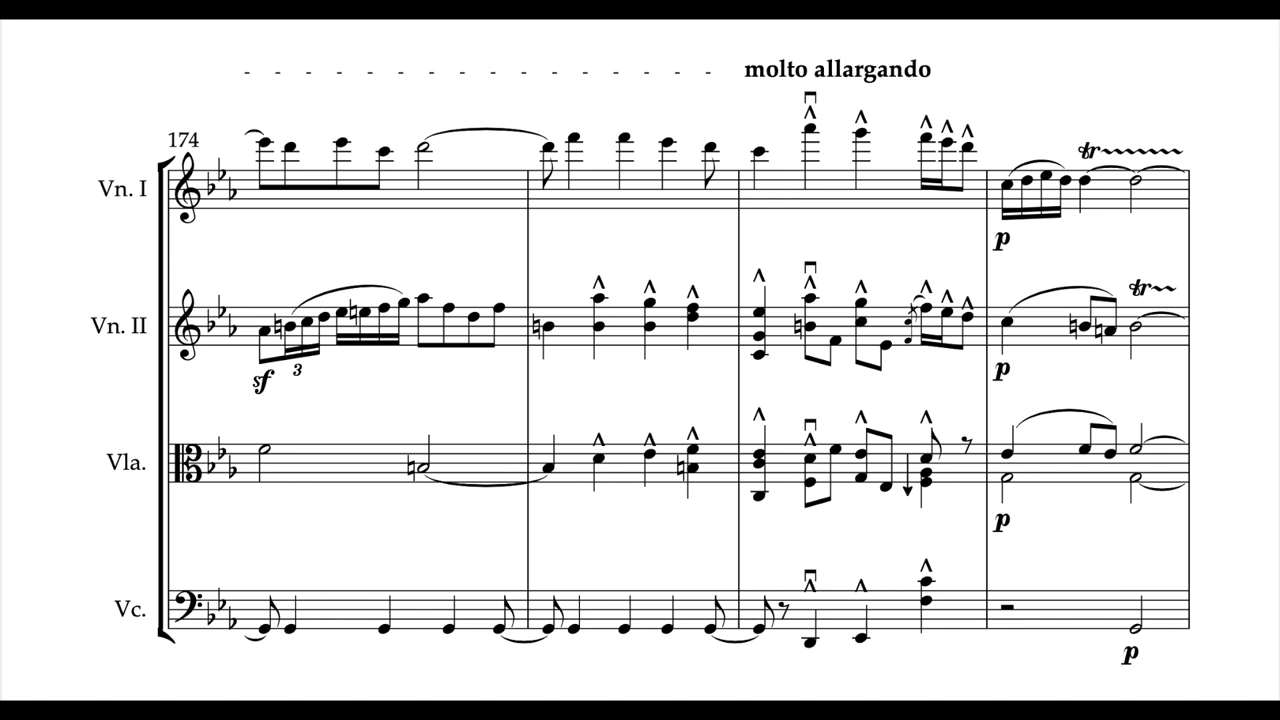 molto allargando
174
tr
Vn. I
p
tr
Vn. II
3
sf
p
Vla.
p
Vc.
p